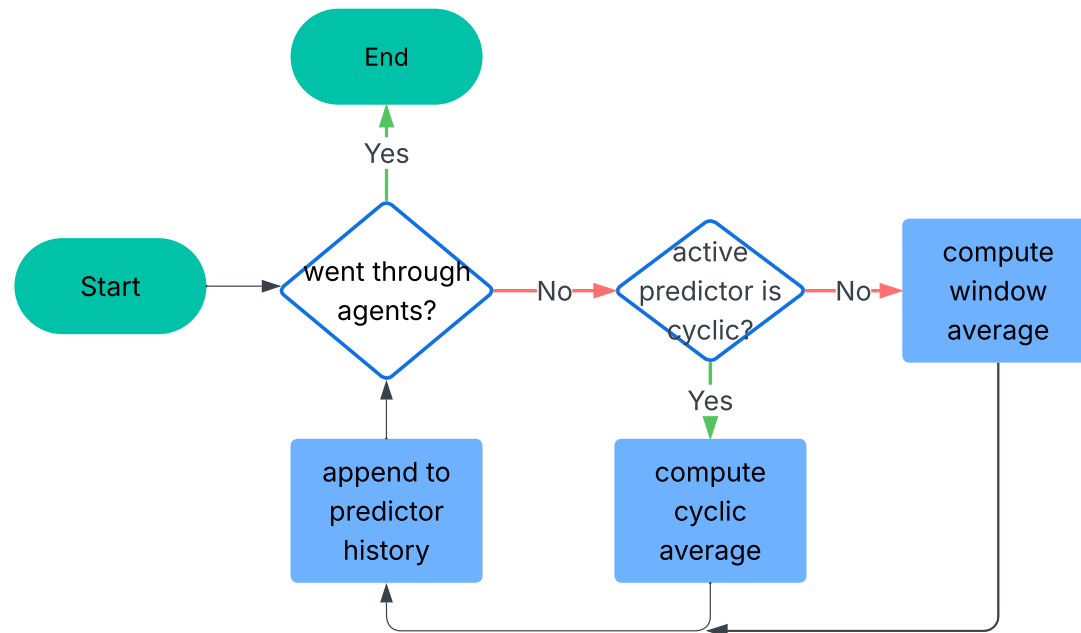 End
Yes
Start
went through
agents?
No
active
predictor is
cyclic?
No
compute
window
average
Yes
append to
predictor
history
compute
cyclic
average